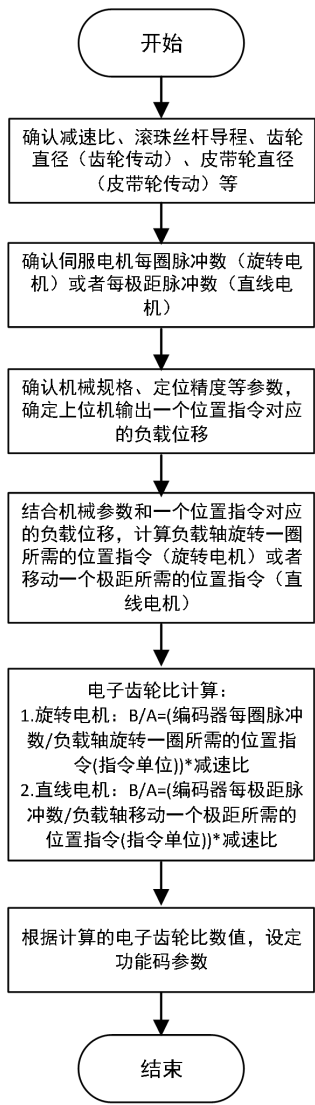 开始
确认减速比、滚珠丝杆导程、齿轮
直径（齿轮传动）、皮带轮直径
（皮带轮传动）等
确认伺服电机每圈脉冲数（旋转电
机）或者每极距脉冲数（直线电
机）
确认机械规格、定位精度等参数，
确定上位机输出一个位置指令对应
的负载位移
结合机械参数和一个位置指令对应
的负载位移，计算负载轴旋转一圈
所需的位置指令（旋转电机）或者
移动一个极距所需的位置指令（直
线电机）
电子齿轮比计算：
1.旋转电机：B/A=(编码器每圈脉冲
数/负载轴旋转一圈所需的位置指
令(指令单位))*减速比
2.直线电机：B/A=(编码器每极距脉
冲数/负载轴移动一个极距所需的
位置指令(指令单位))*减速比
根据计算的电子齿轮比数值，设定
功能码参数
结束